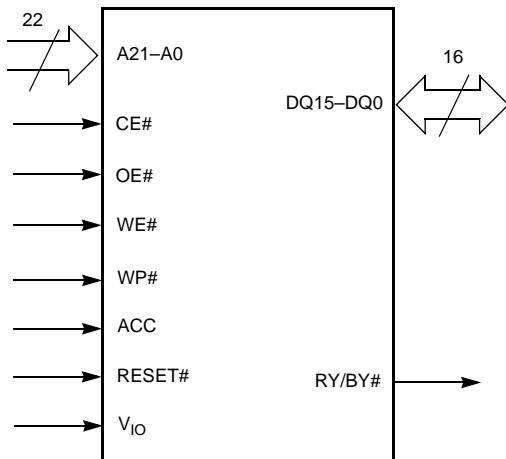 22
A21–A0
16
DQ15–DQ0
CE#
OE#
WE#
WP#
ACC
RESET#
RY/BY#
VIO